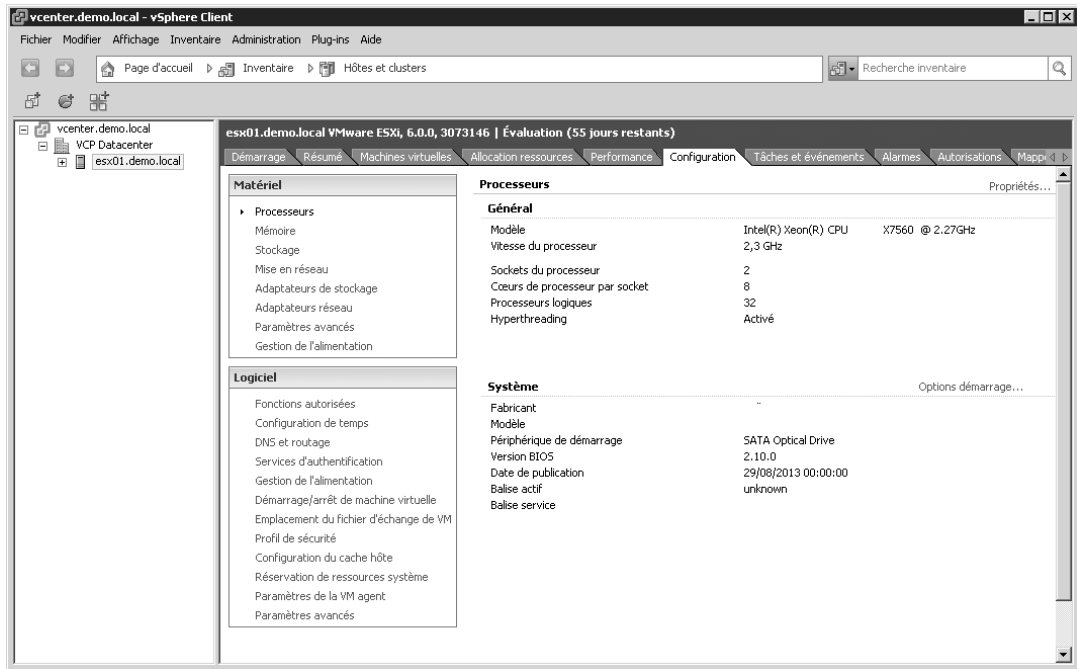 vcenter.demo.local - vSphere Client
Fichier Modifier Affichage Inventaire Administration Plug-ins Aide
Page d'accueil Inventaire Hôtes et clusters Recherche inventaire
vcenter.demo.local
VCP Datacenter
esx01.demo.local
esx01.demo.local VMware ESXi, 6.0.0, 3073146 | Évaluation (55 jours restants)
Démarrage Résumé Machines virtuelles Allocation ressources Performance Configuration Tâches et événements Alarmes Autorisations Mapp
Matériel
Processeurs
Mémoire
Stockage
Mise en réseau
Adaptateurs de stockage
Adaptateurs réseau
Paramètres avancés
Gestion de l'alimentation
Logiciel
Fonctions autorisées
Configuration de temps
DNS et routage
Services d'authentification
Gestion de l'alimentation
Démarrage/arrêt de machine virtuelle
Emplacement du fichier d'échange de VM
Profil de sécurité
Configuration du cache hôte
Réservation de ressources système
Paramètres de la VM agent
Paramètres avancés
Processeurs Propriétés...
Général
Modèle Intel(R) Xeon(R) CPU X7560 @ 2.27GHz
Vitesse du processeur 2,3 GHz
Sockets du processeur 2
Cœurs de processeur par socket 8
Processeurs logiques 32
Hyperthreading Activé
Système Options démarrage...
Fabricant
Modèle
Périphérique de démarrage SATA Optical Drive
Version BIOS 2.10.0
Date de publication 29/08/2013 00:00:00
Balise actif unknown
Balise service